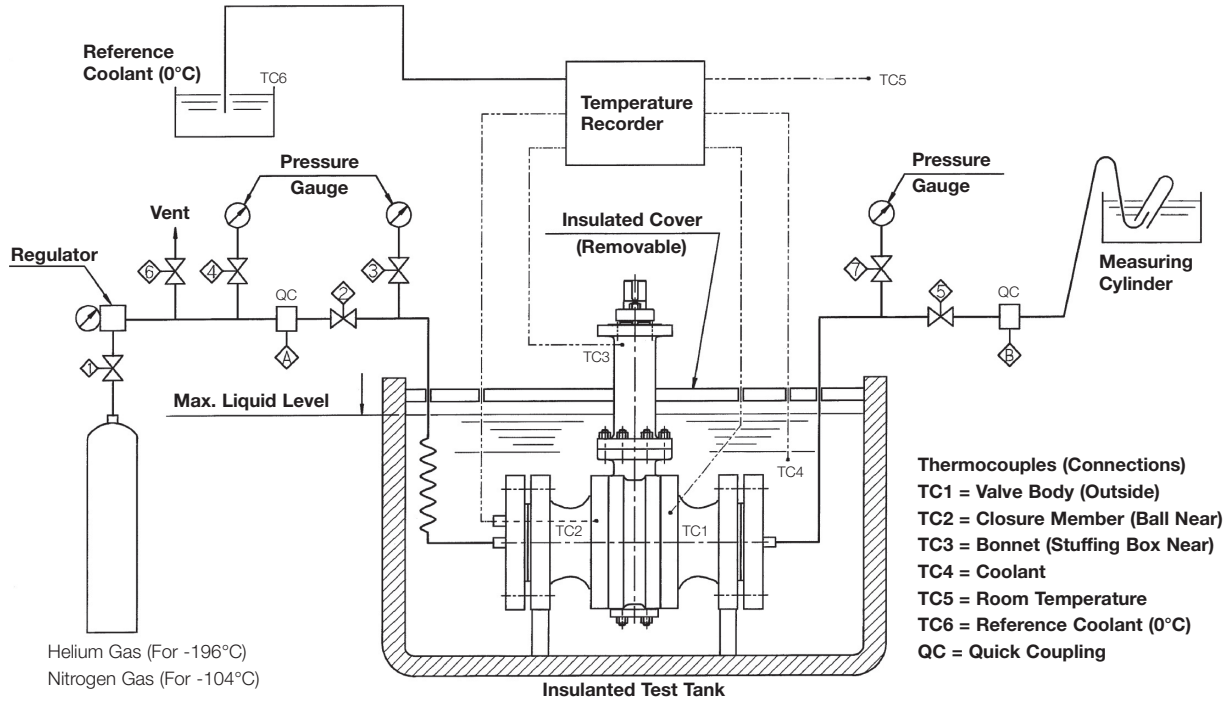 Reference
Coolant (0°C)
TC6
Temperature
Recorder
TC5
Pressure
Gauge
Pressure
Gauge
Vent
Insulated Cover
(Removable)
Regulator
6
4
3
7
Measuring
Cylinder
QC
2
5
QC
1
A
B
TC3
Max. Liquid Level
TC4
TC2
TC1
Thermocouples (Connections)
TC1 = Valve Body (Outside)
TC2 = Closure Member (Ball Near)
TC3 = Bonnet (Stuffing Box Near)
TC4 = Coolant
TC5 = Room Temperature
TC6 = Reference Coolant (0°C)
QC = Quick Coupling
Helium Gas (For -196°C)
Nitrogen Gas (For -104°C)
Insulanted Test Tank